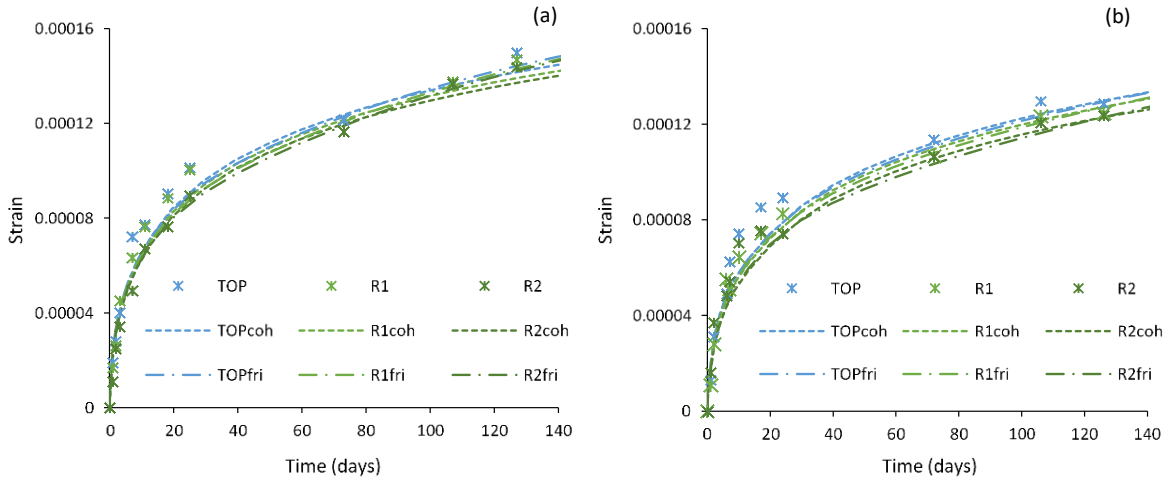 (a)
0.00016
0.00012
0.00008
0.00004
0
Strain
TOP R1 R2
TOPcoh R1coh R2coh
TOPfri R1fri R2fri
0 20 40 60 80 100 120 140
Time (days)
(b)
0.00016
0.00012
0.00008
0.00004
0
Strain
TOP R1 R2
TOPcoh R1coh R2coh
TOPfri R1fri R2fri
0 20 40 60 80 100 120 140
Time (days)